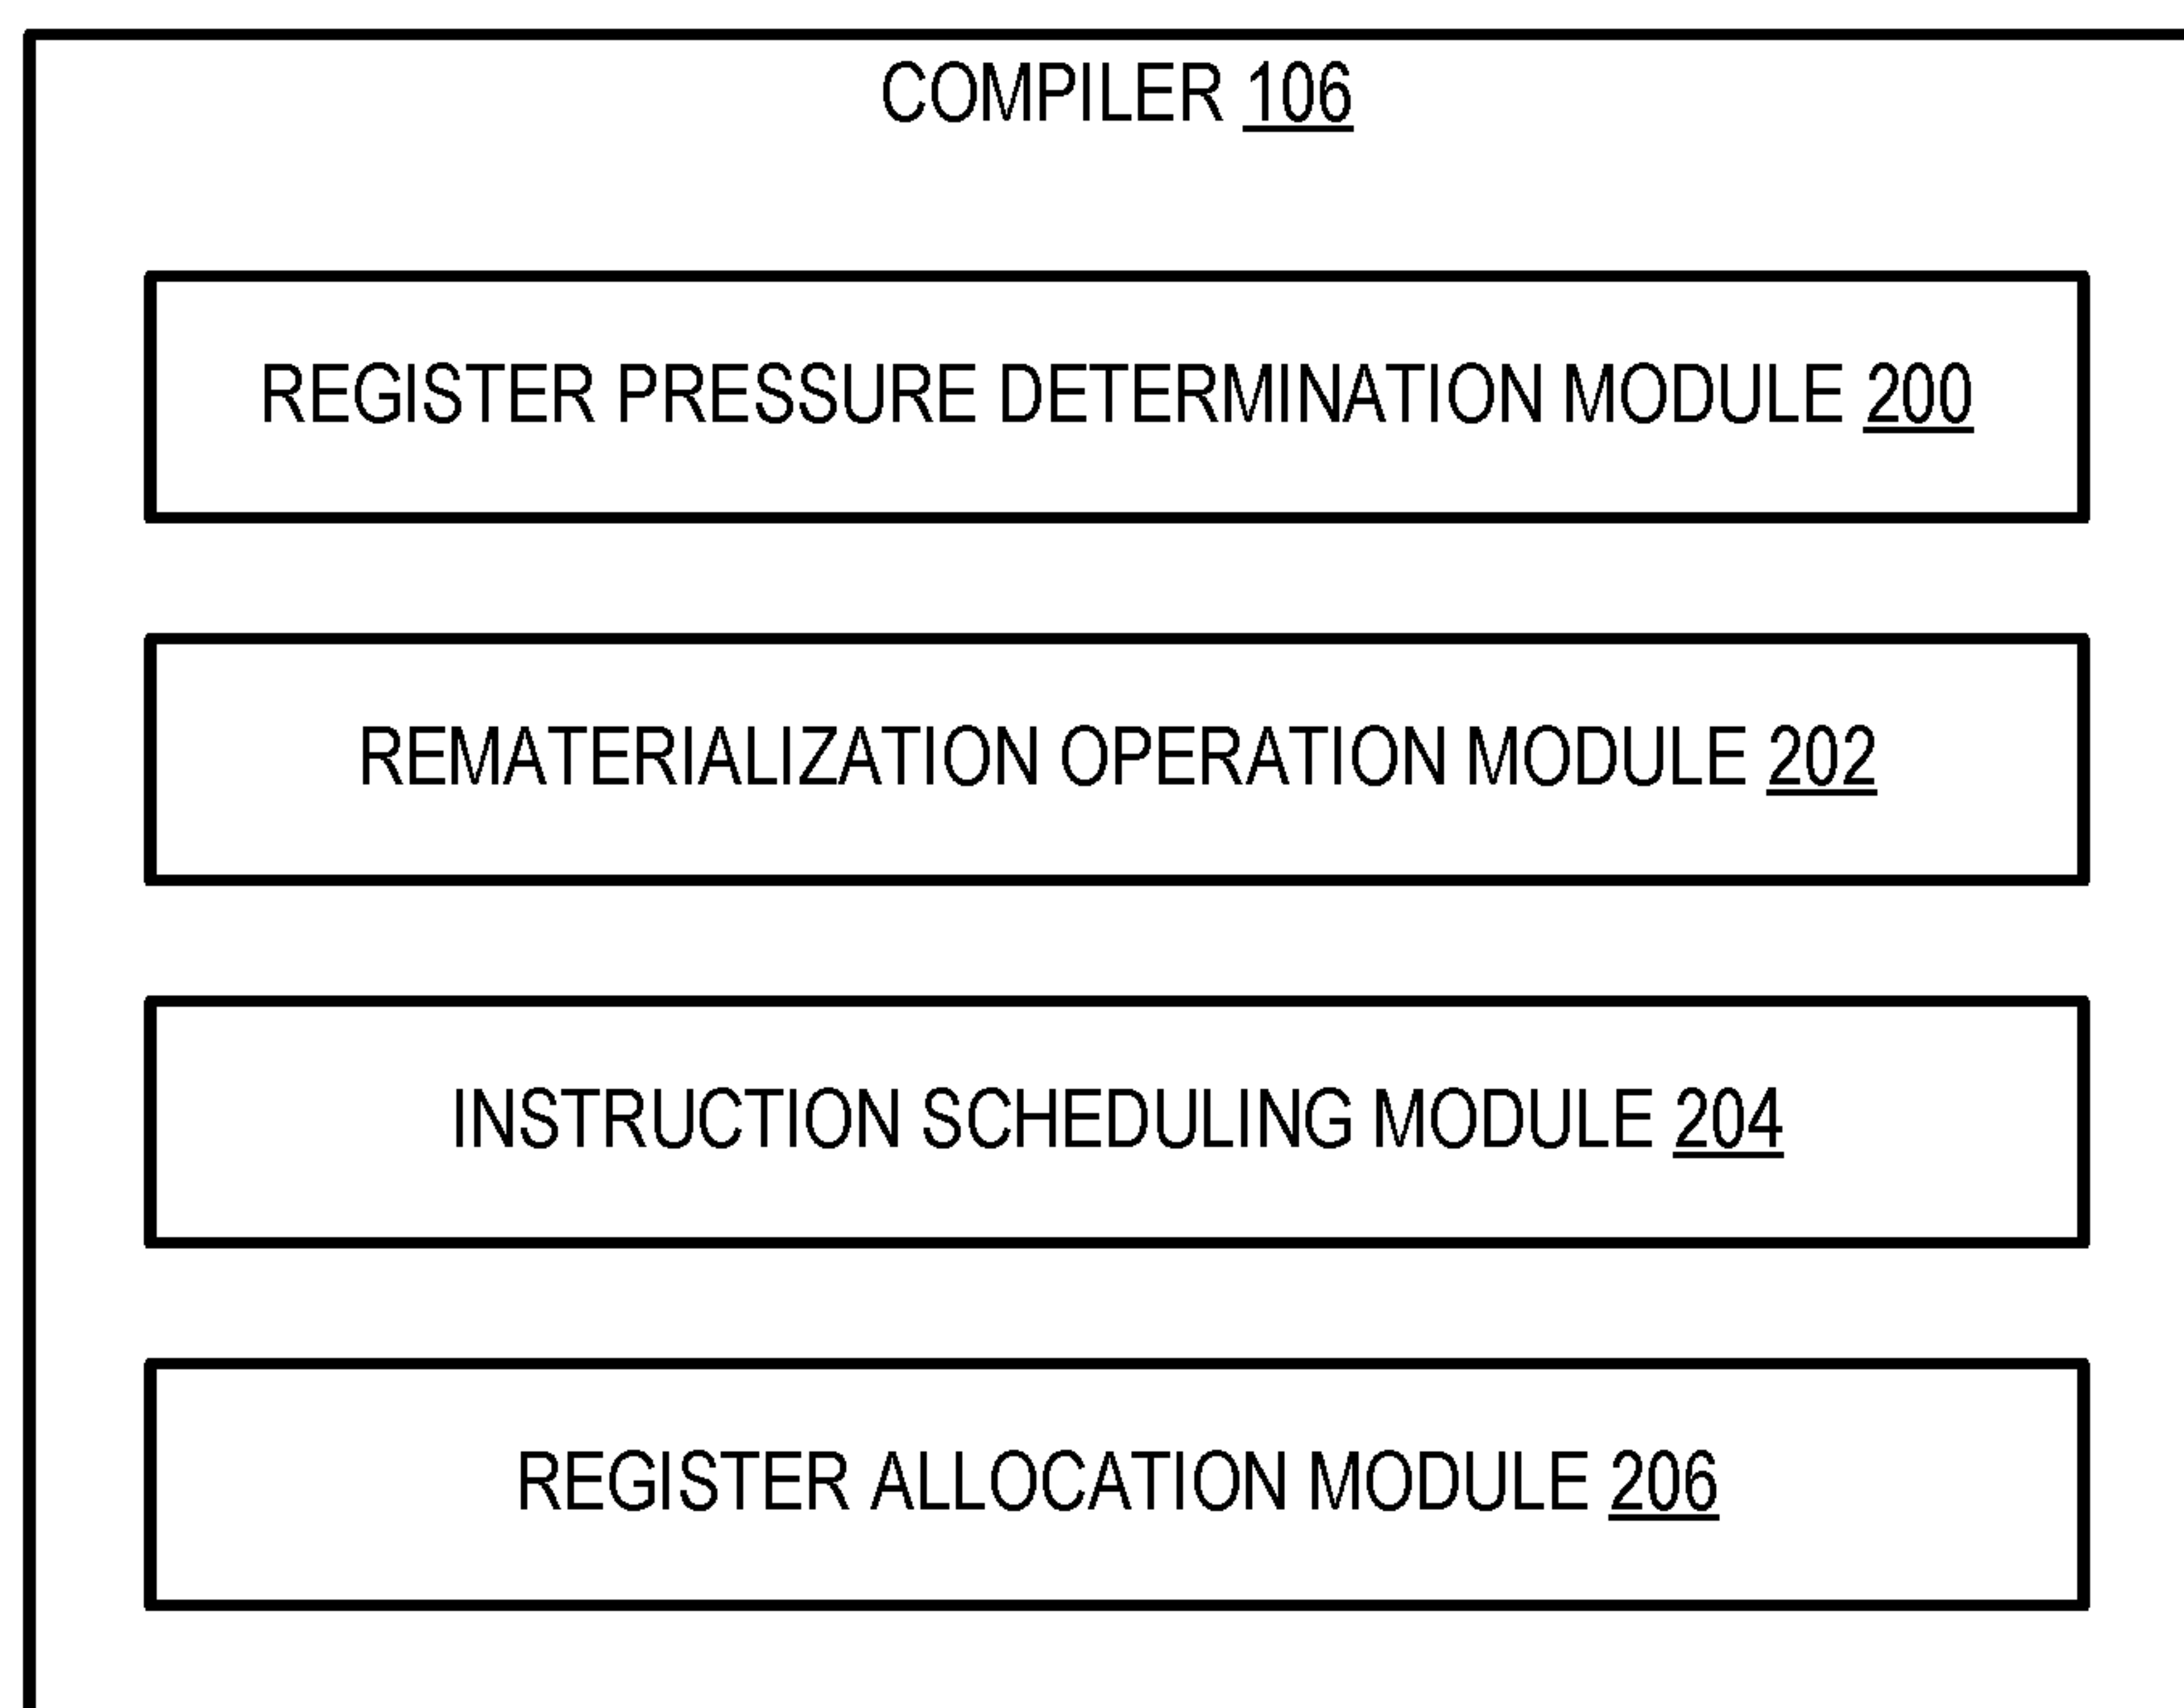 COMPILER 106
REGISTER PRESSURE DETERMINATION MODULE 200
REMATERIALIZATION OPERATION MODULE 202
INSTRUCTION SCHEDULING MODULE 204
REGISTER ALLOCATION MODULE 206